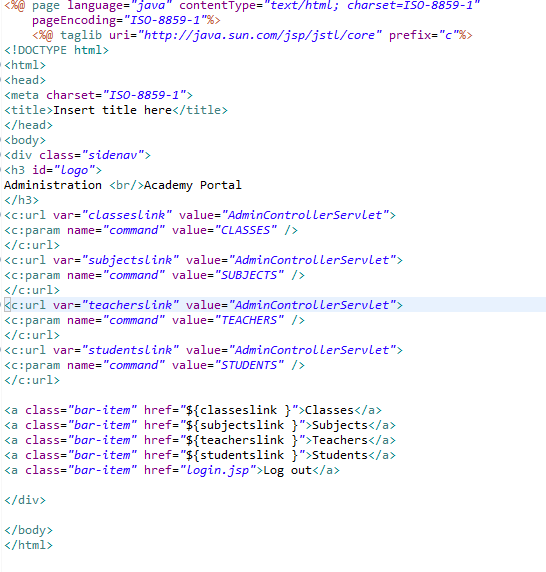 <%@ page language="java" contentType="text/html; charset=ISO-8859-1"
    pageEncoding="ISO-8859-1"%>
    <%@ taglib uri="http://java.sun.com/jsp/jstl/core" prefix="c"%>
<!DOCTYPE html>
<html>
<head>
<meta charset="ISO-8859-1">
<title>Insert title here</title>
</head>
<body>
<div class="sidenav">
<h3 id="logo">
Administration <br/>Academy Portal
</h3>
<c:url var="classeslink" value="AdminControllerServlet">
<c:param name="command" value="CLASSES" />
</c:url>
<c:url var="subjectslink" value="AdminControllerServlet">
<c:param name="command" value="SUBJECTS" />
</c:url>
<c:url var="teacherslink" value="AdminControllerServlet">
<c:param name="command" value="TEACHERS" />
</c:url>
<c:url var="studentslink" value="AdminControllerServlet">
<c:param name="command" value="STUDENTS" />
</c:url>

<a class="bar-item" href="${classeslink }">Classes</a>
<a class="bar-item" href="${subjectslink }">Subjects</a>
<a class="bar-item" href="${teacherslink }">Teachers</a>
<a class="bar-item" href="${studentslink }">Students</a>
<a class="bar-item" href="login.jsp">Log out</a>

</div>

</body>
</html>